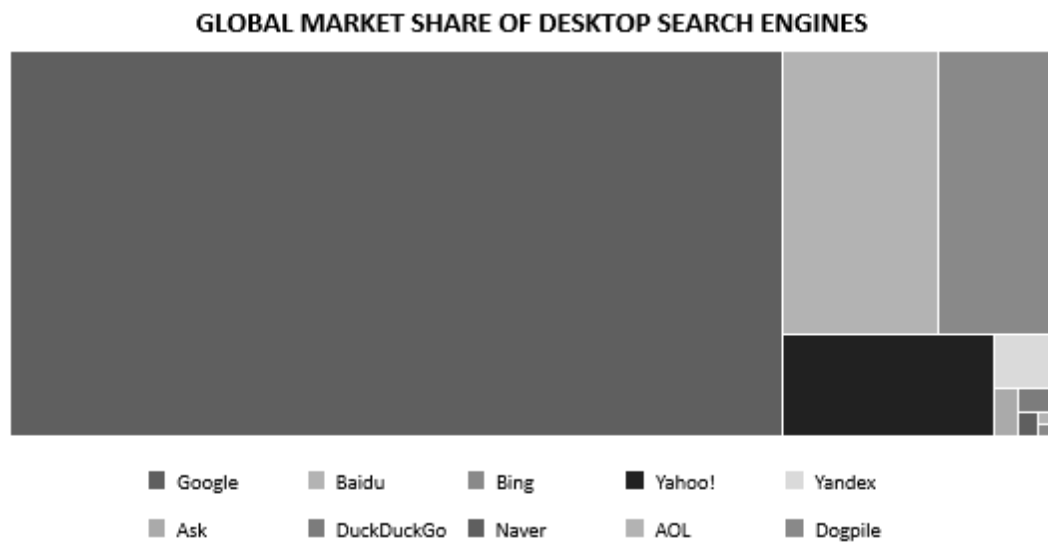 GLOBAL MARKET SHARE OF DESKTOP SEARCH ENGINES
Google Baidu Bing Yahoo! Yandex
Ask DuckDuckGo Naver AOL Dogpile